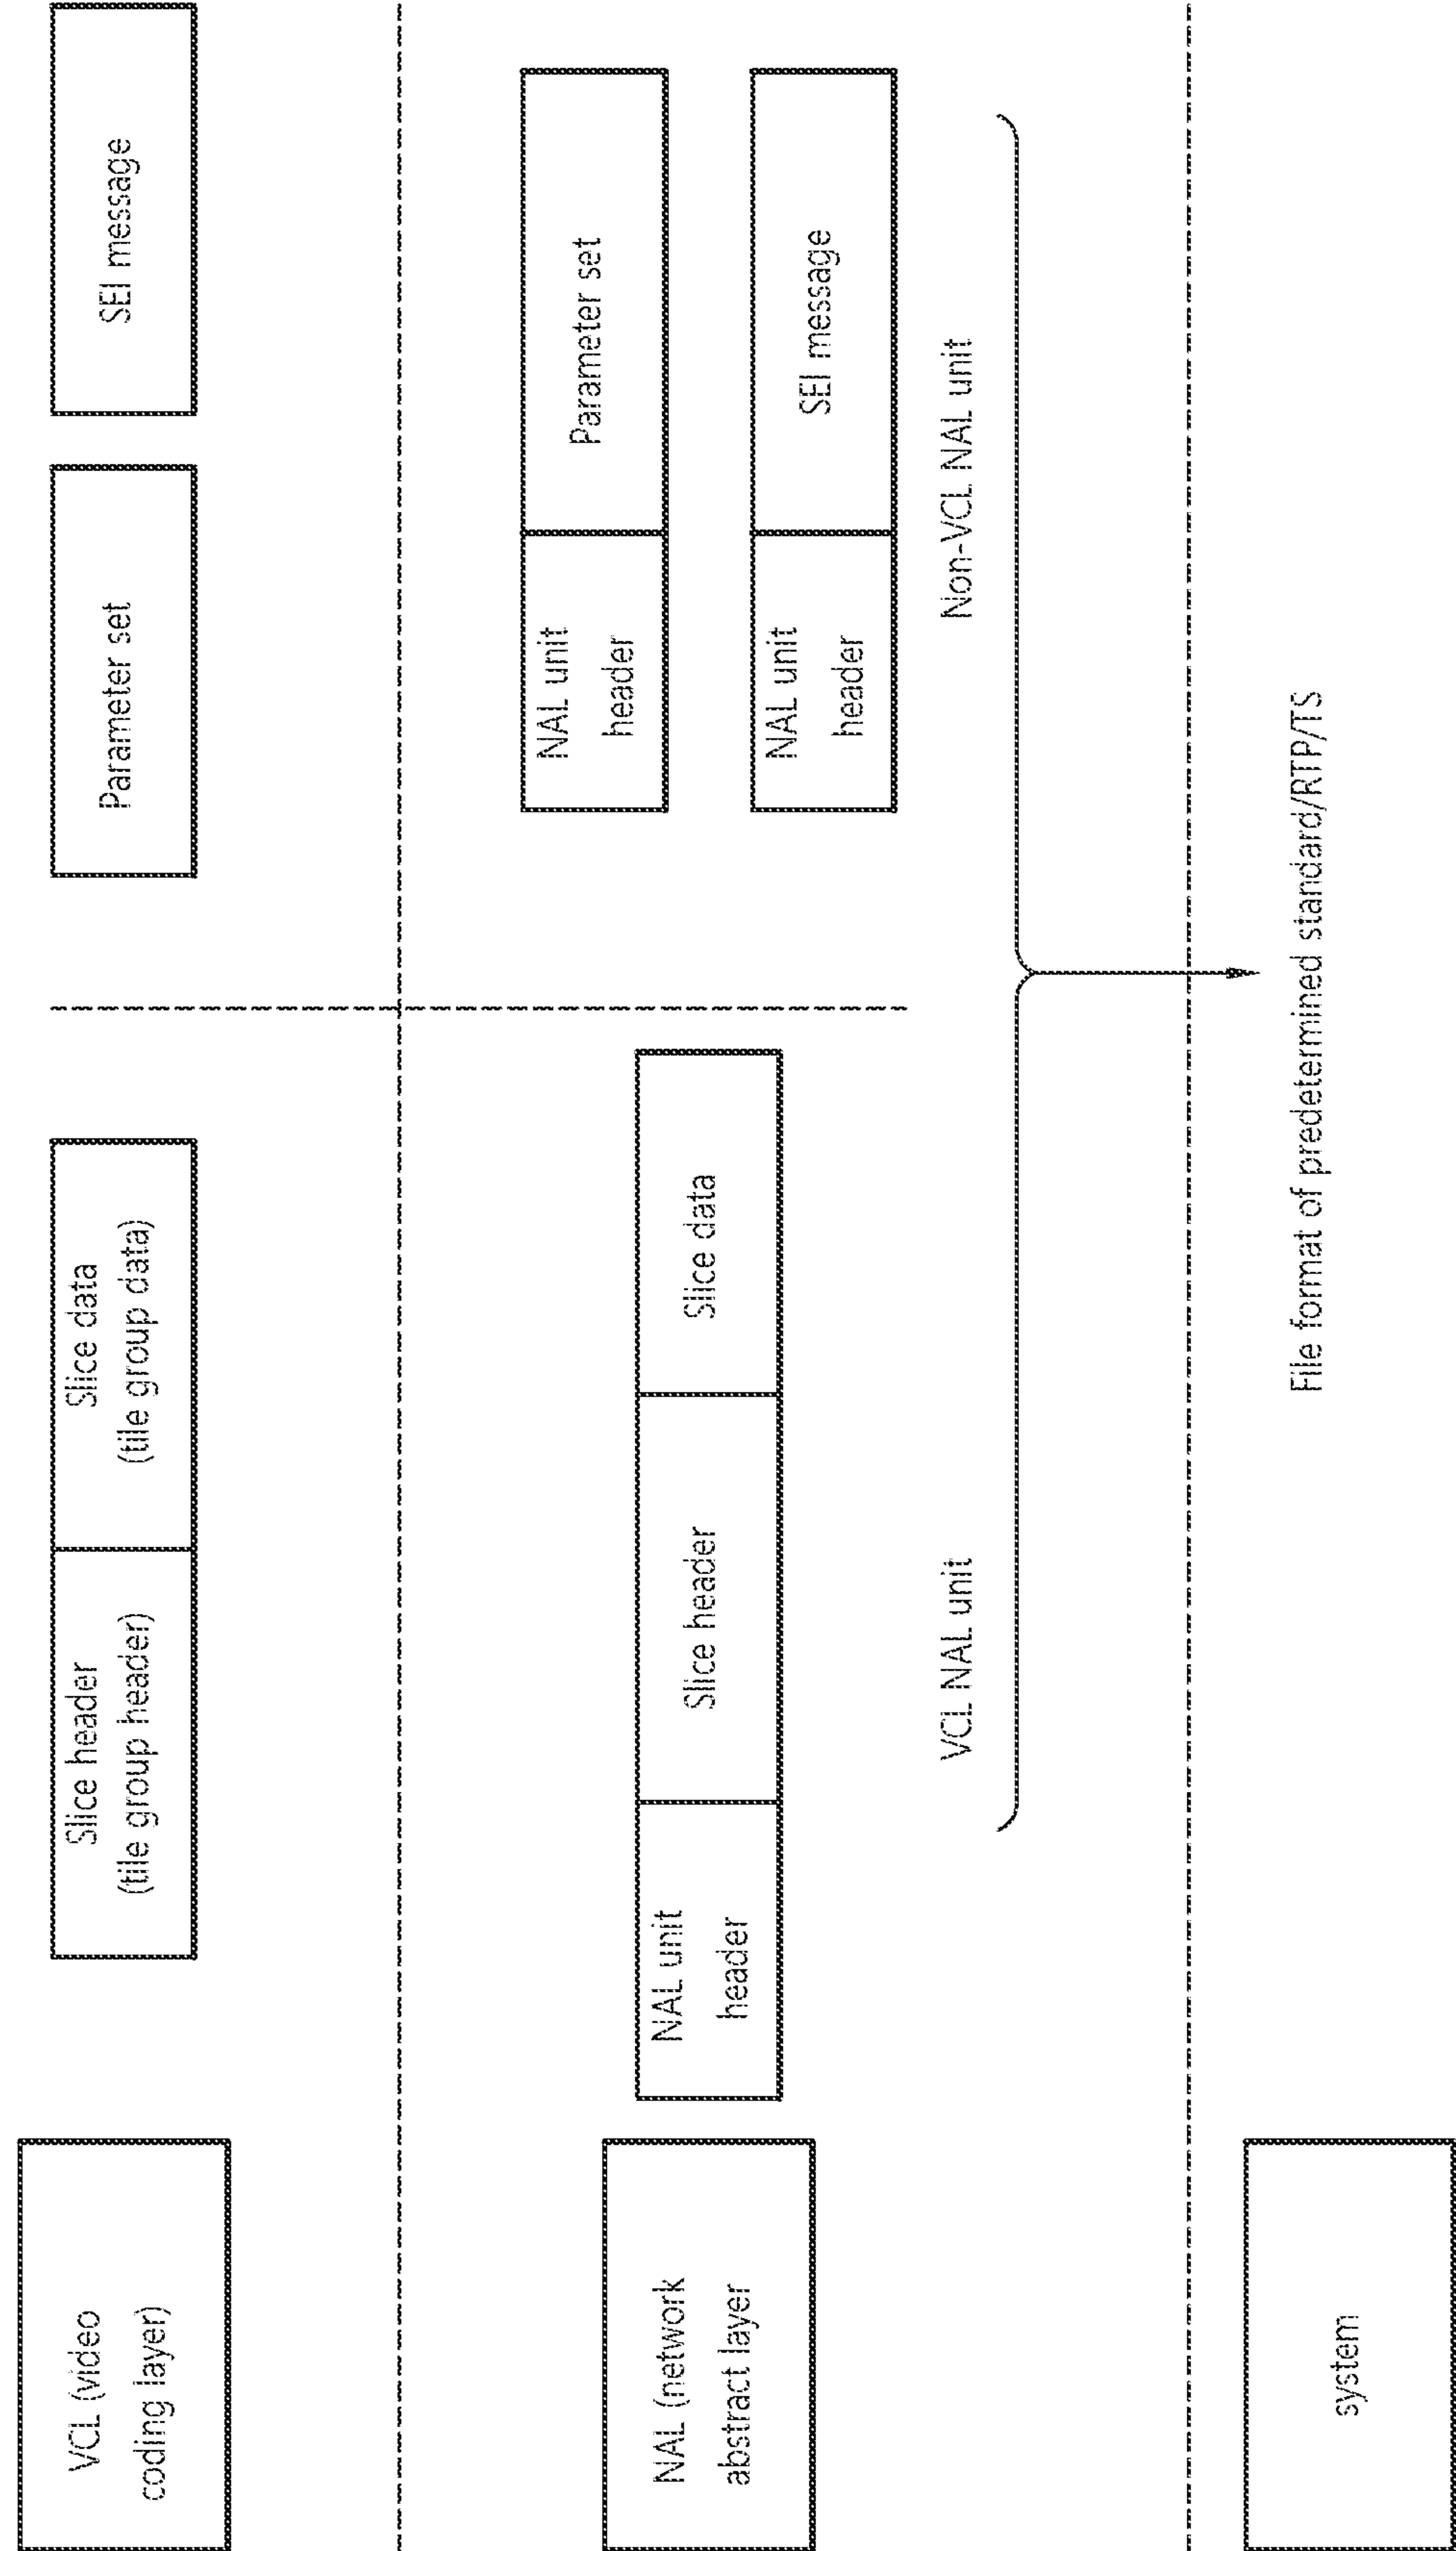 VCL (video
coding layer)
Slice header
(tile group header)
Slice data
(tile group data)
Parameter set
SEI message
NAL (network
abstract layer
NAL unit
header
Slice header
Slice data
NAL unit
header
Parameter set
NAL unit
header
SEI message
VCL NAL unit
Non-VCL NAL unit
system
File format of predetermined standard/RTP/TS